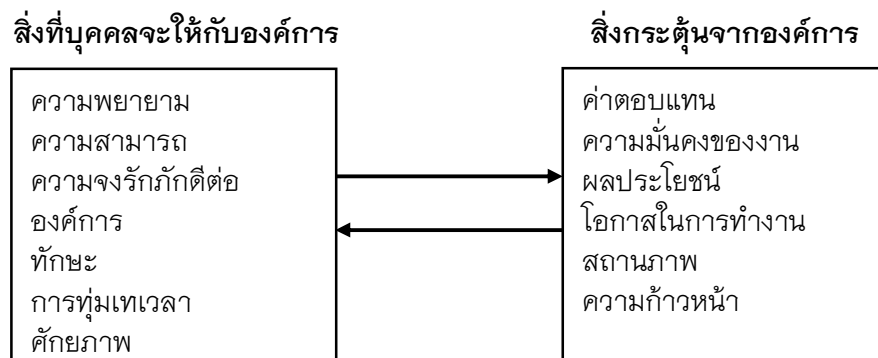 สิ่งที่บุคคลจะให้กับองค์การ
ความพยายาม
ความสามารถ
ความจงรักภักดีต่อ
องค์การ
ทักษะ
การทุ่มเทเวลา
ศักยภาพ
สิ่งกระตุ้นจากองค์การ
ค่าตอบแทน
ความมั่นคงของงาน
ผลประโยชน์
โอกาสในการทำงาน
สถานภาพ
ความก้าวหน้า